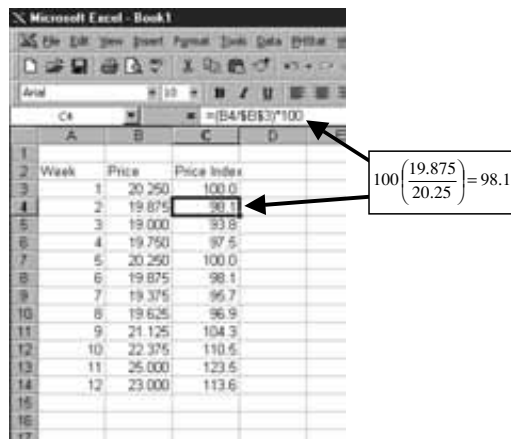 Microsoft Excel - Book1
File Edit View Insert Format Tools Data
Arial 10 B I U
C4 = =(B4/$B$3)*100
A B C D E
1
2 Week Price Price Index
3 1 20.250 100.0
4 2 19.875 98.1
5 3 19.000 93.8
6 4 19.750 97.5
7 5 20.250 100.0
8 6 19.875 98.1
9 7 19.375 95.7
10 8 19.625 96.9
11 9 21.125 104.3
12 10 22.375 110.5
13 11 25.000 123.5
14 12 23.000 113.6
15
16
17
100(19.875/20.25)=98.1